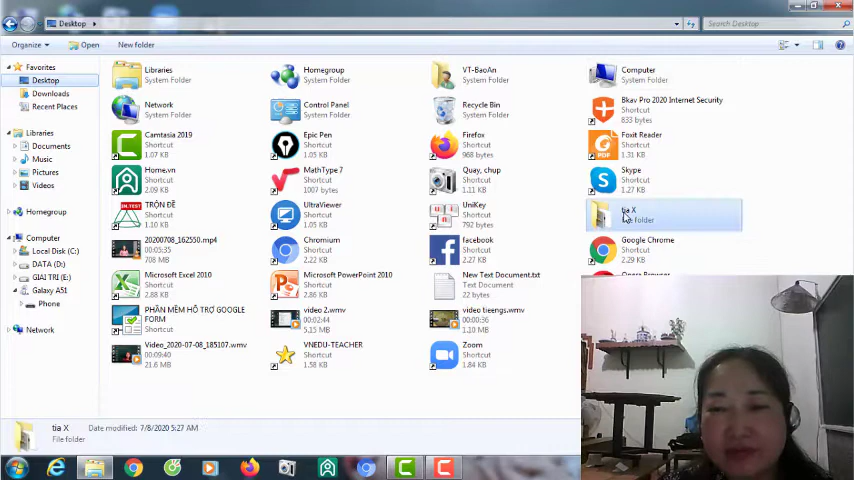 Desktop
Search Desktop
Organize
Open
New folder
Favorites
Desktop
Downloads
Recent Places
Libraries
Documents
Music
Pictures
Videos
Homegroup
Computer
Local Disk (C:)
DATA (D:)
GIAI TRI (E:)
Galaxy A51
Phone
Network
Libraries
System Folder
Homegroup
System Folder
VT-BaoAn
System Folder
Computer
System Folder
Network
System Folder
Control Panel
System Folder
Recycle Bin
System Folder
Bkav Pro 2020 Internet Security
Shortcut
833 bytes
Camtasia 2019
Shortcut
1.07 KB
Epic Pen
Shortcut
1.05 KB
Firefox
Shortcut
968 bytes
Foxit Reader
Shortcut
1.31 KB
Home.vn
Shortcut
2.09 KB
MathType 7
Shortcut
1007 bytes
Quay, chup
Shortcut
1.11 KB
Skype
Shortcut
1.27 KB
TRỘN ĐỀ
Shortcut
1.10 KB
UltraViewer
Shortcut
1.05 KB
UniKey
Shortcut
792 bytes
tia X
File folder
20200708_162550.mp4
00:05:35
708 MB
Chromium
Shortcut
2.22 KB
facebook
Shortcut
2.27 KB
Google Chrome
Shortcut
2.29 KB
Microsoft Excel 2010
Shortcut
2.88 KB
Microsoft PowerPoint 2010
Shortcut
2.86 KB
New Text Document.txt
Text Document
22 bytes
Opera Browser
PHẦN MỀM HỖ TRỢ GOOGLE
FORM
Shortcut
video 2.wmv
00:02:44
5.15 MB
video tieengs.wmv
00:00:36
1.10 MB
Video_2020-07-08_185107.wmv
00:09:40
21.6 MB
VNEDU-TEACHER
Shortcut
1.58 KB
Zoom
Shortcut
tia X
Date modified: 7/8/2020 5:27 AM
File folder